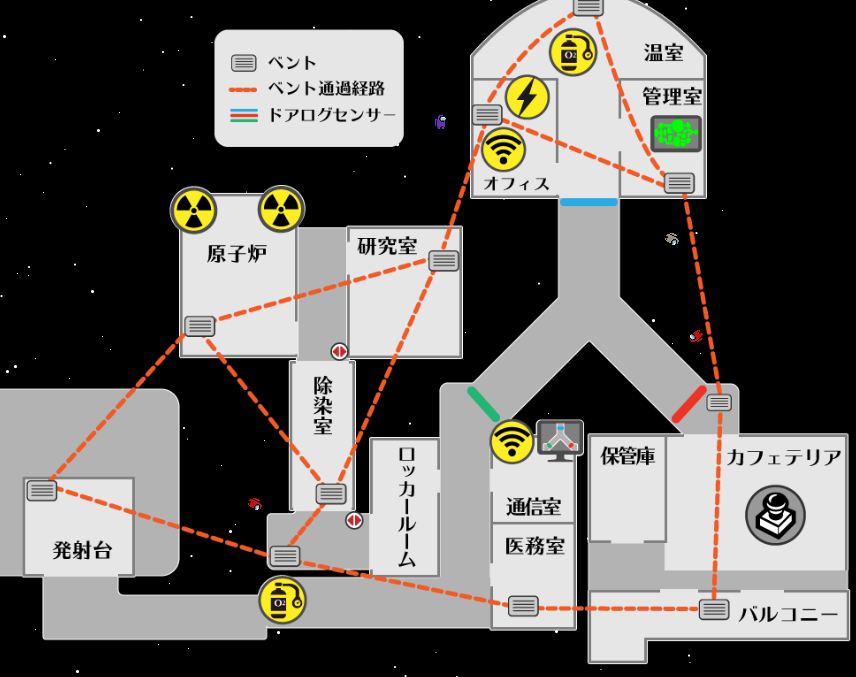 ベント
ベント通過経路
ドアログセンサー
温室
O₂
管理室
オフィス
原子炉
研究室
除染室
ロッカールーム
保管庫
カフェテリア
通信室
発射台
医務室
O₂
バルコニー